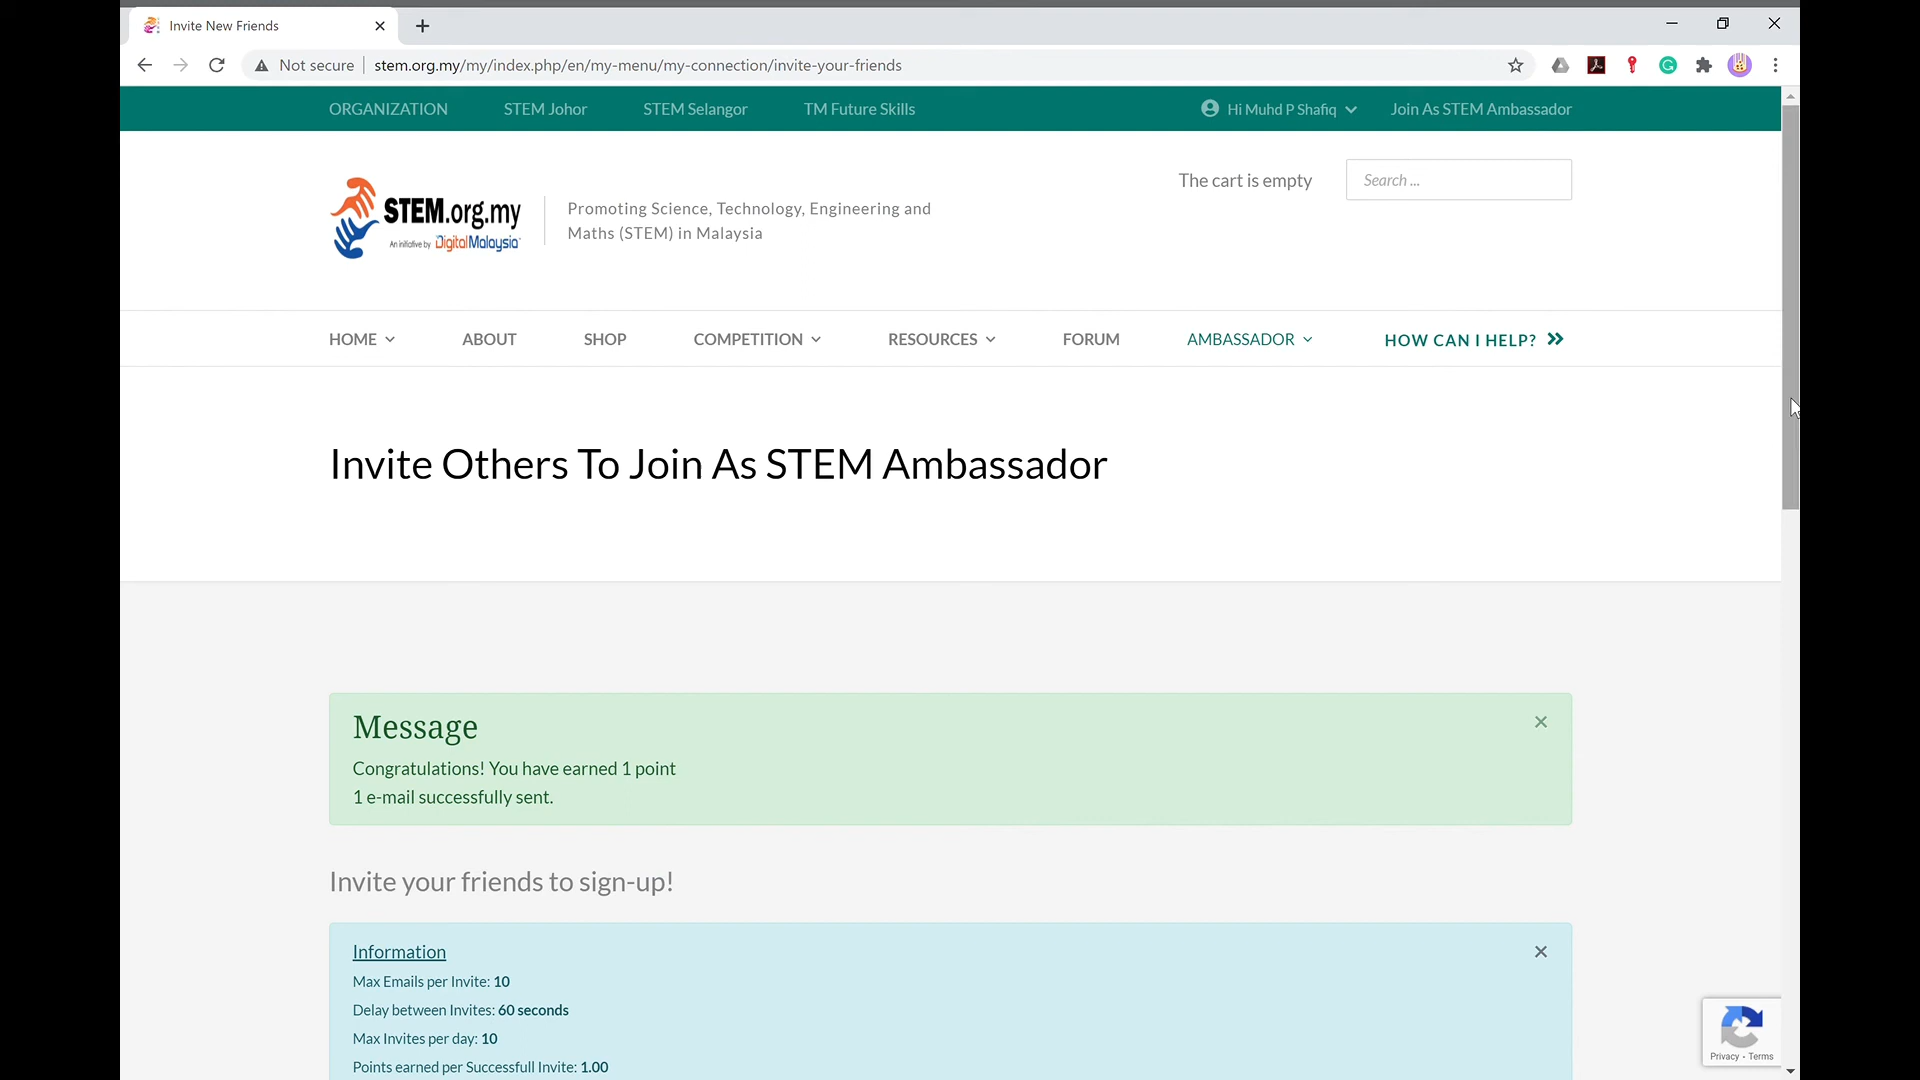 Invite New Friends
Not secure
stem.org.my/my/index.php/en/my-menu/my-connection/invite-your-friends
ORGANIZATION
STEM Johor
STEM Selangor
TM Future Skills
Hi Muhd P Shafiq
Join As STEM Ambassador
The cart is empty
Search ...
STEM.org.my
An initiative by DigitalMalaysia
Promoting Science, Technology, Engineering and
Maths (STEM) in Malaysia
HOME
ABOUT
SHOP
COMPETITION
RESOURCES
FORUM
AMBASSADOR
HOW CAN I HELP?
Invite Others To Join As STEM Ambassador
Message
Congratulations! You have earned 1 point
1 e-mail successfully sent.
Invite your friends to sign-up!
Information
Max Emails per Invite: 10
Delay between Invites: 60 seconds
Max Invites per day: 10
Points earned per Successfull Invite: 1.00
Privacy - Terms